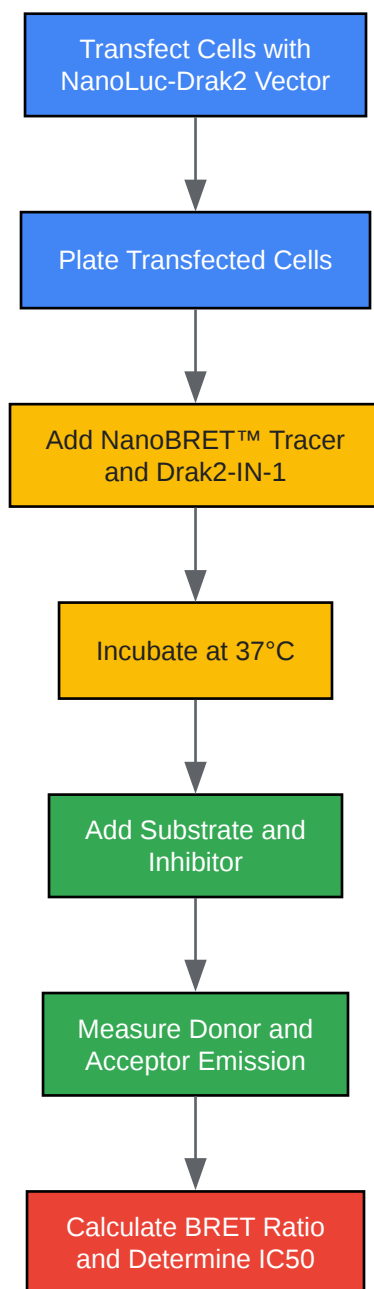 Transfect Cells with
NanoLuc-Drak2 Vector
Plate Transfected Cells
Add NanoBRET™ Tracer
and Drak2-IN-1
Incubate at 37°C
Add Substrate and
Inhibitor
Measure Donor and
Acceptor Emission
Calculate BRET Ratio
and Determine IC50